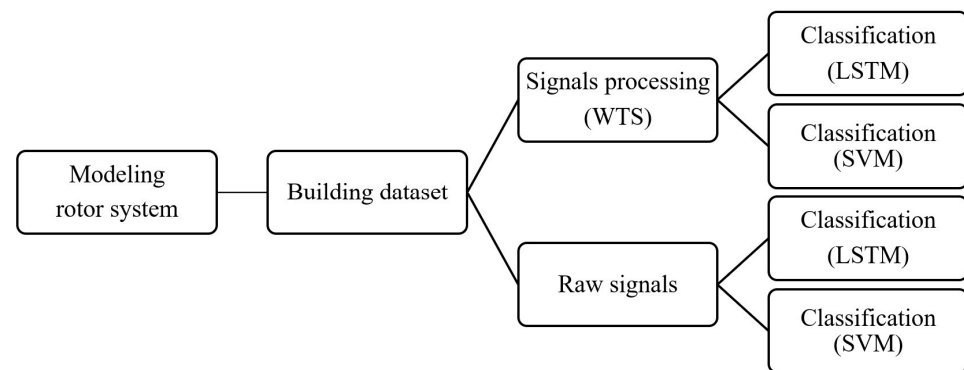 Modeling
rotor system
Building dataset
Signals processing
(WTS)
Raw signals
Classification
(LSTM)
Classification
(SVM)
Classification
(LSTM)
Classification
(SVM)